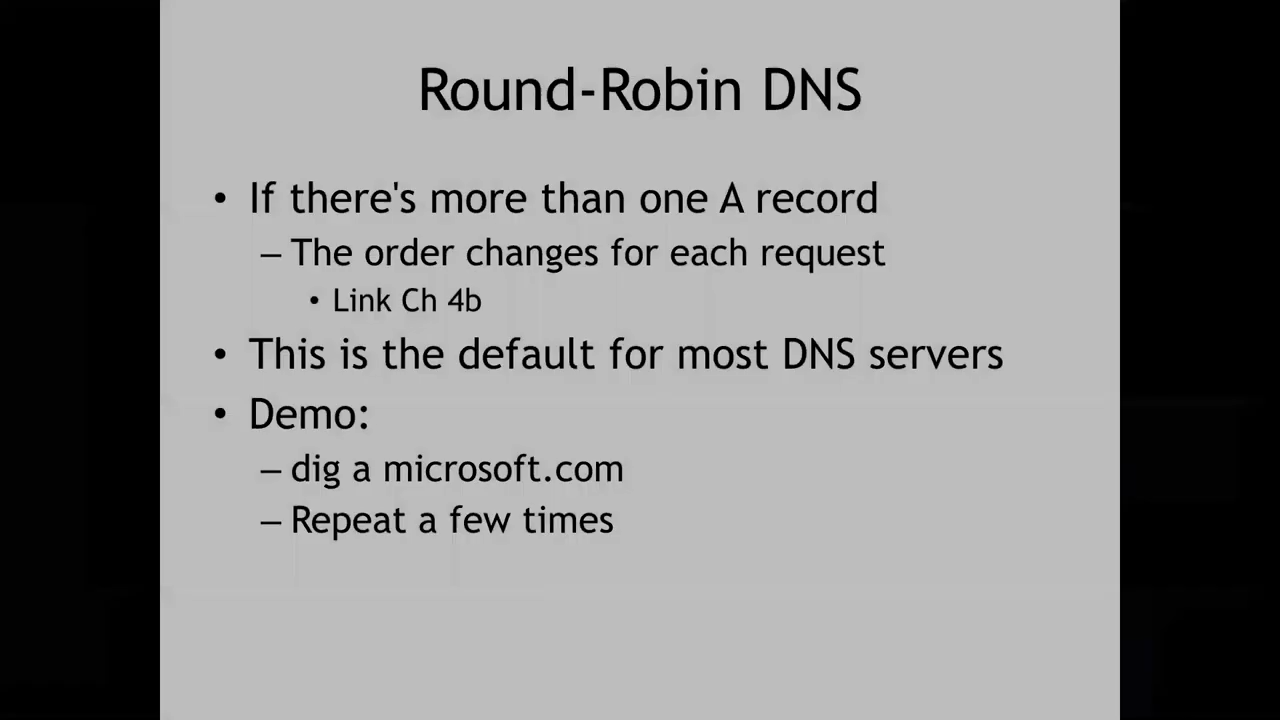 Round-Robin DNS
• If there's more than one A record
– The order changes for each request
• Link Ch 4b
• This is the default for most DNS servers
• Demo:
– dig a microsoft.com
– Repeat a few times